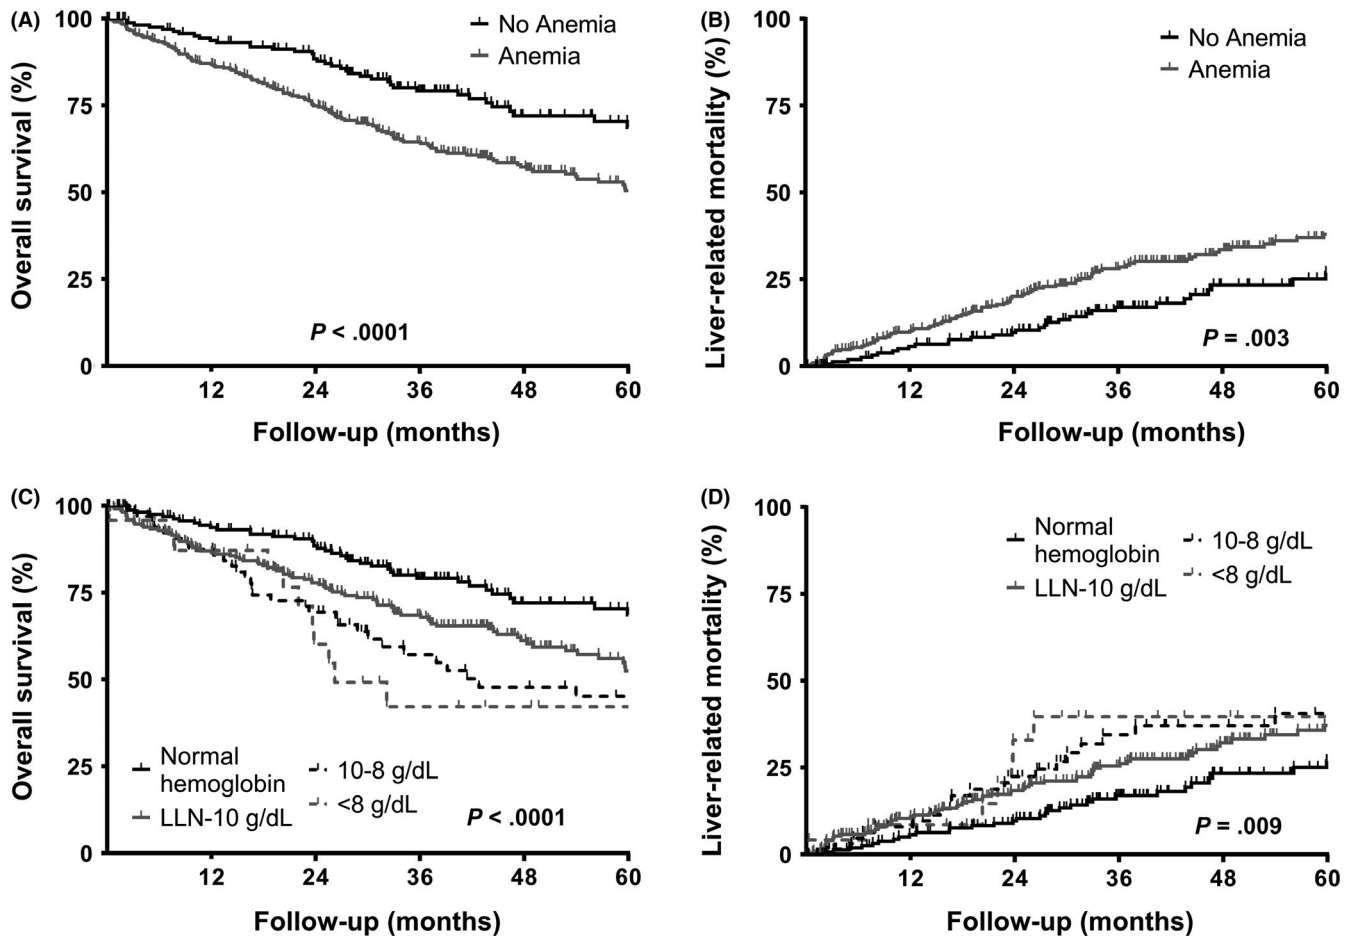 (A)
100
75
50
25
0
Overall survival (%)
No Anemia
Anemia
P < .0001
12 24 36 48 60
Follow-up (months)
(B)
100
75
50
25
0
Liver-related mortality (%)
No Anemia
Anemia
P = .003
12 24 36 48 60
Follow-up (months)
(C)
100
75
50
25
0
Overall survival (%)
Normal
hemoglobin
LLN-10 g/dL
10-8 g/dL
<8 g/dL
P < .0001
12 24 36 48 60
Follow-up (months)
(D)
100
75
50
25
0
Liver-related mortality (%)
Normal
hemoglobin
LLN-10 g/dL
10-8 g/dL
<8 g/dL
P = .009
12 24 36 48 60
Follow-up (months)